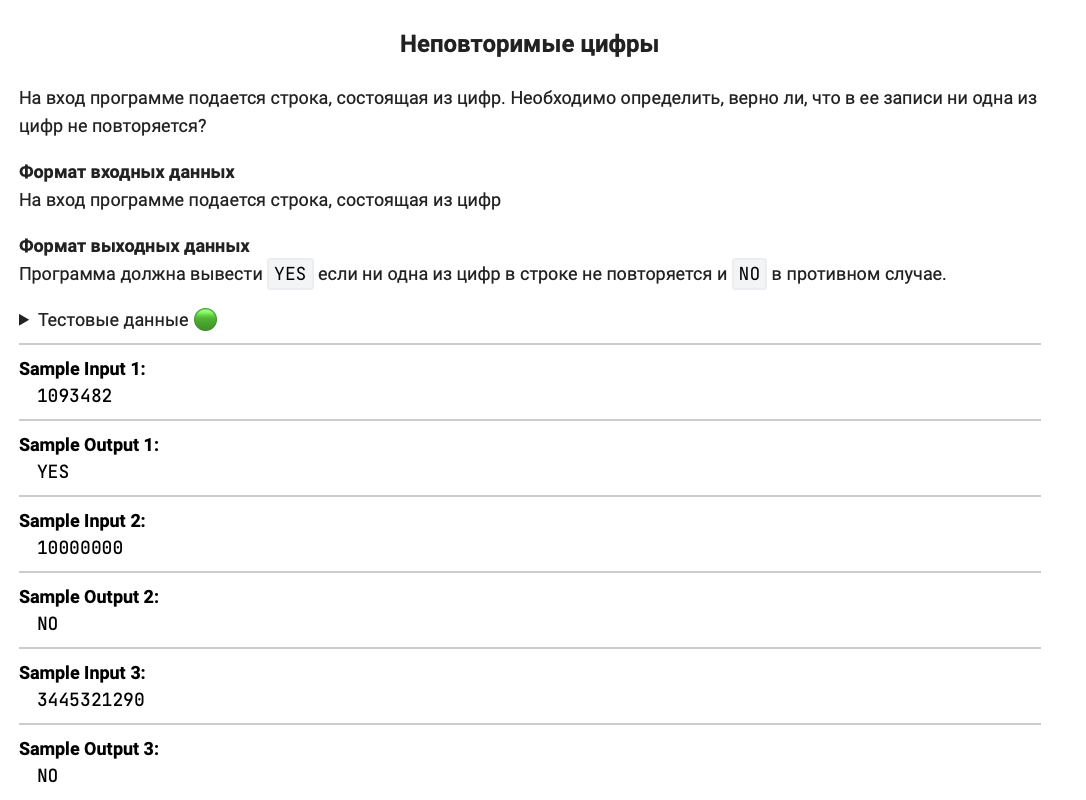 Неповторимые цифры
На вход программе подается строка, состоящая из цифр. Необходимо определить, верно ли, что в ее записи ни одна из
цифр не повторяется?
Формат входных данных
На вход программе подается строка, состоящая из цифр
Формат выходных данных
Программа должна вывести YES если ни одна из цифр в строке не повторяется и NO в противном случае.
Тестовые данные
Sample Input 1:
1093482
Sample Output 1:
YES
Sample Input 2:
10000000
Sample Output 2:
NO
Sample Input 3:
3445321290
Sample Output 3:
NO